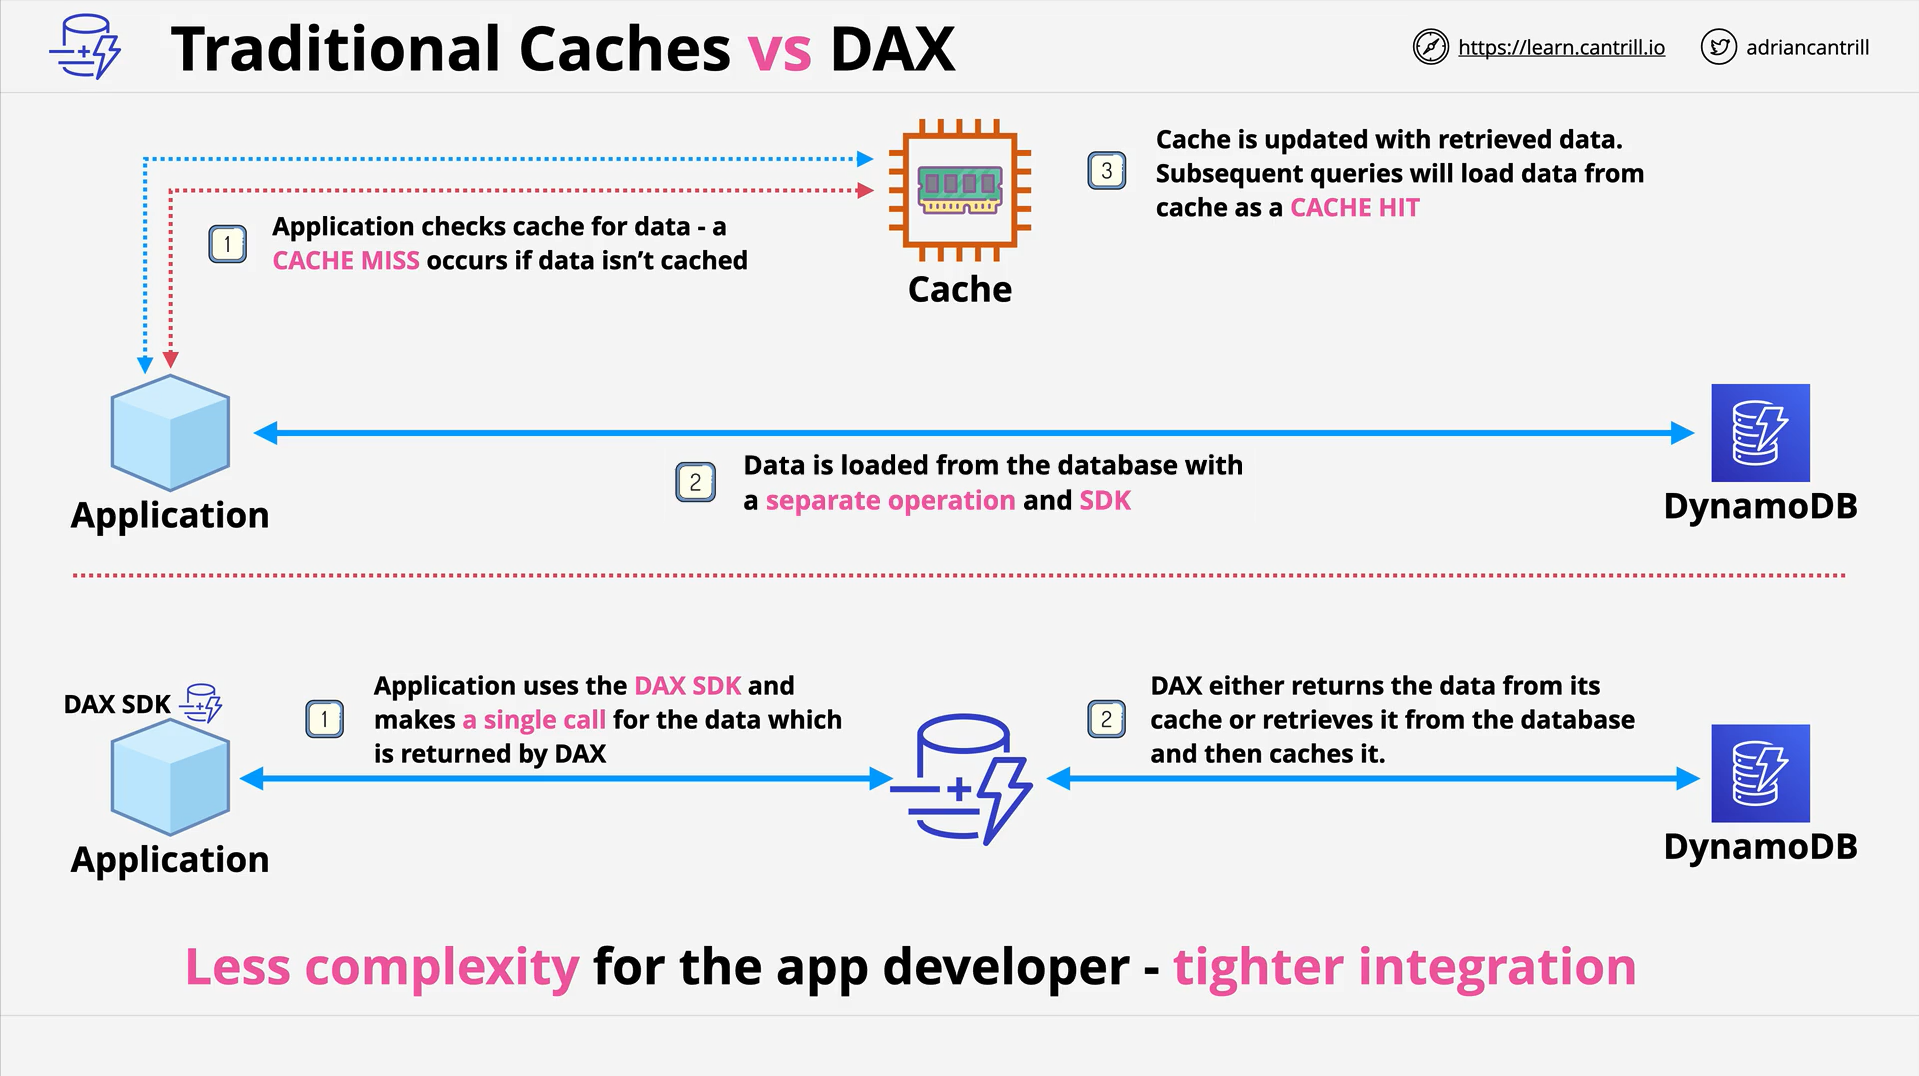 Traditional Caches vs DAX
https://learn.cantrill.io
adriancantrill
1
Application checks cache for data - a
CACHE MISS occurs if data isn’t cached
Cache
3
Cache is updated with retrieved data.
Subsequent queries will load data from
cache as a CACHE HIT
Application
2
Data is loaded from the database with
a separate operation and SDK
DynamoDB
DAX SDK
Application
1
Application uses the DAX SDK and
makes a single call for the data which
is returned by DAX
2
DAX either returns the data from its
cache or retrieves it from the database
and then caches it.
DynamoDB
Less complexity for the app developer - tighter integration